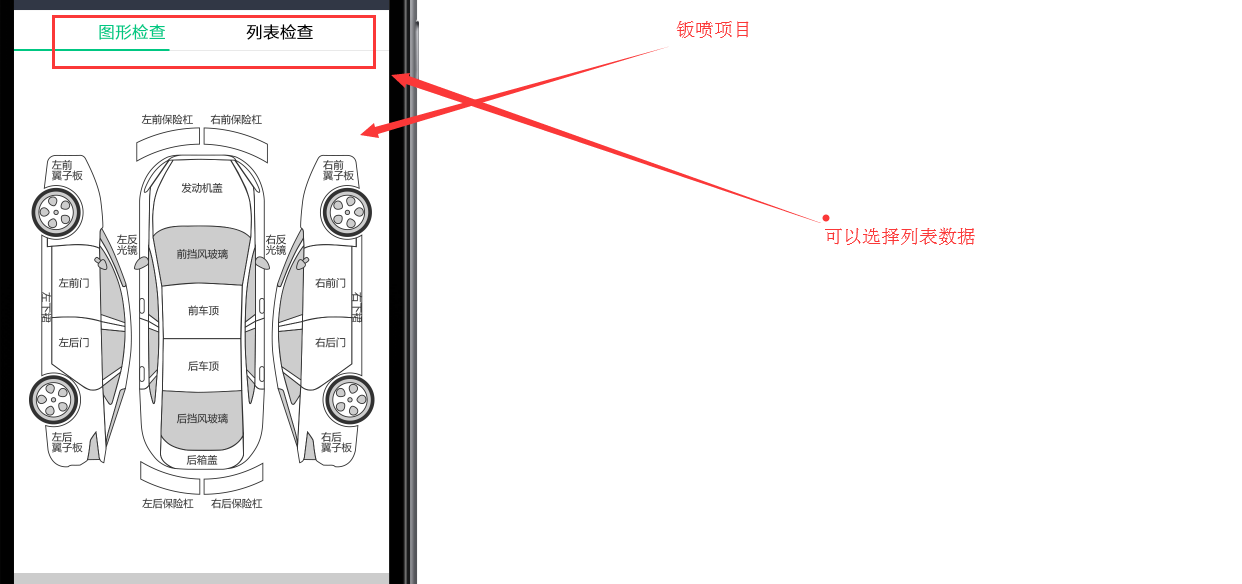 图形检查 列表检查
钣喷项目
左前保险杠 右前保险杠
左前
翼子板
右前
翼子板
发动机盖
左反
光镜
右反
光镜
前挡风玻璃
左前门
右前门
前车顶
左后门
右后门
后车顶
后挡风玻璃
左后
翼子板
右后
翼子板
后箱盖
左后保险杠 右后保险杠
可以选择列表数据